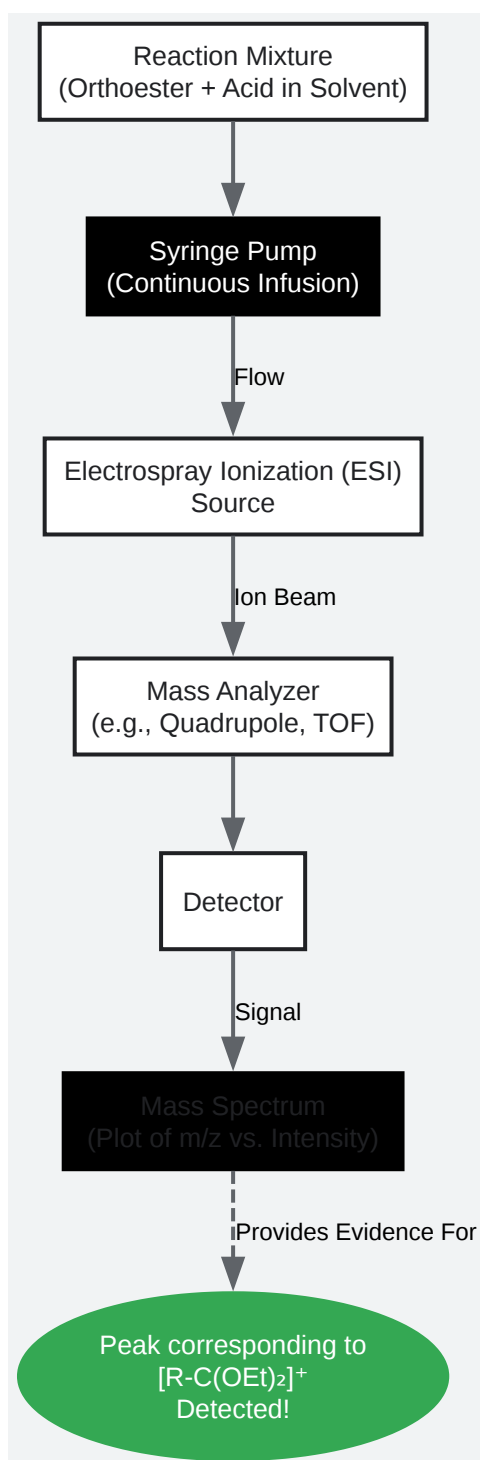 Reaction Mixture
(Orthoester + Acid in Solvent)
Syringe Pump
(Continuous Infusion)
Flow
Electrospray Ionization (ESI)
Source
Ion Beam
Mass Analyzer
(e.g., Quadrupole, TOF)
Detector
Signal
Mass Spectrum
(Plot of m/z vs. Intensity)
Provides Evidence For
Peak corresponding to
[R-C(OEt)₂]⁺
Detected!